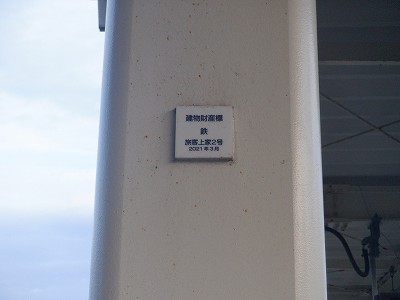 建物財産標
鉄
旅客上家2号
2021年3月